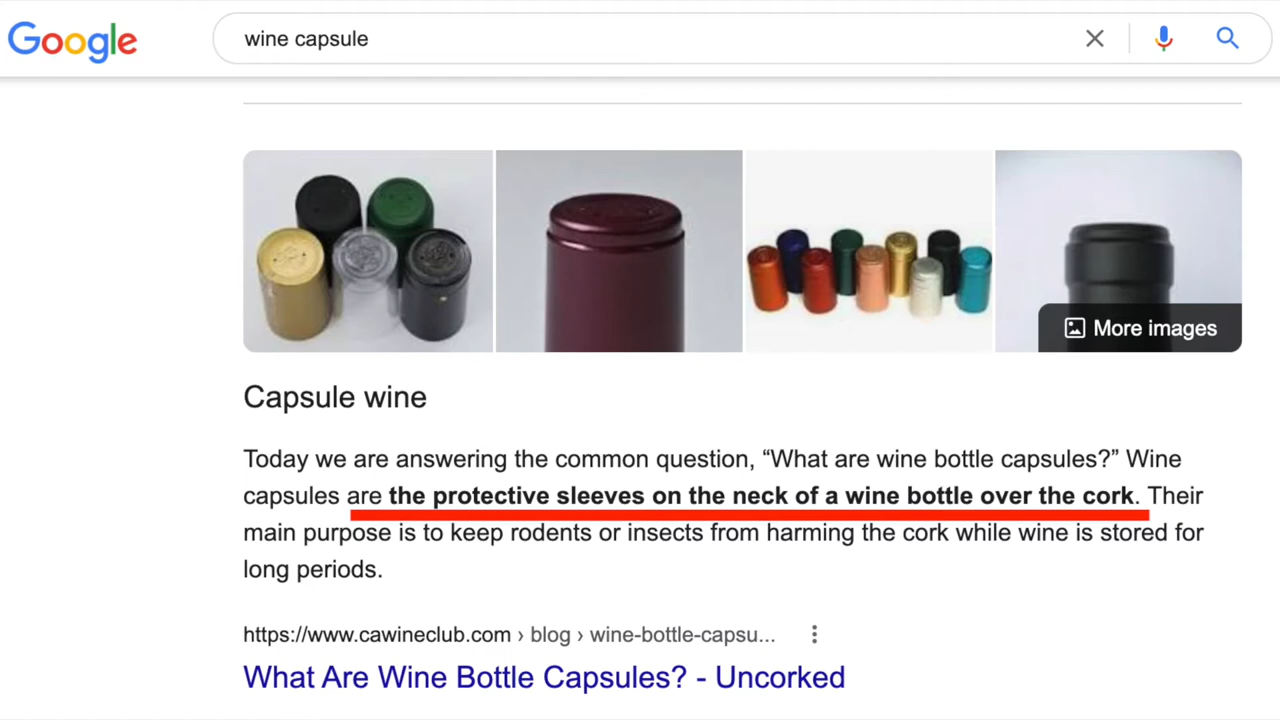 Google
wine capsule
More images
Capsule wine
Today we are answering the common question, “What are wine bottle capsules?” Wine
capsules are the protective sleeves on the neck of a wine bottle over the cork. Their
main purpose is to keep rodents or insects from harming the cork while wine is stored for
long periods.
https://www.cawineclub.com › blog › wine-bottle-capsu...
What Are Wine Bottle Capsules? - Uncorked